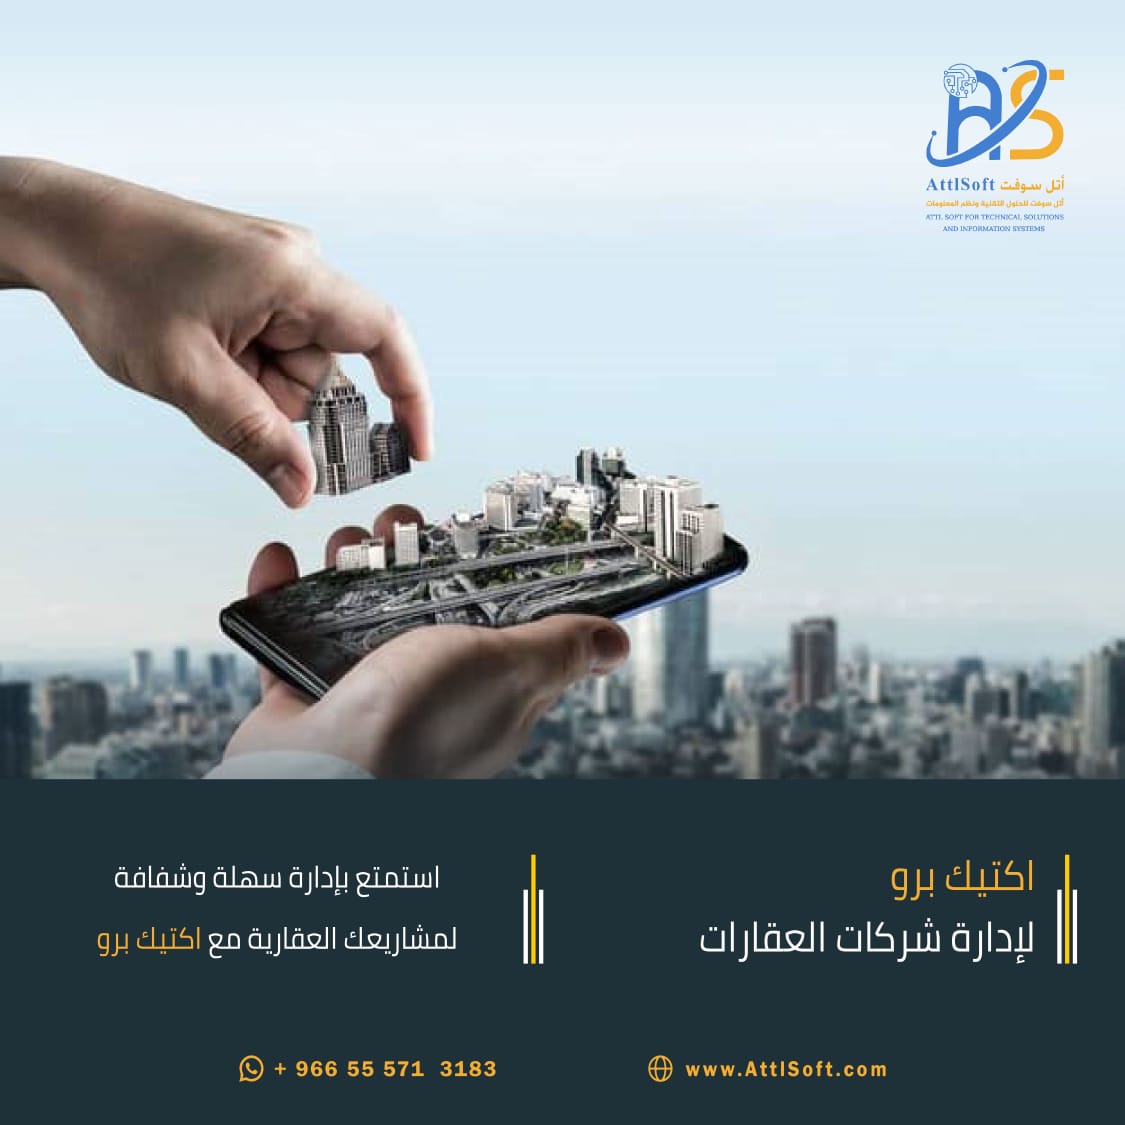 أتل سوفت AttlSoft
أتل سوفت للحلول التقنية ونظم المعلومات
ATTL SOFT FOR TECHNICAL SOLUTIONS
AND INFORMATION SYSTEMS
اكتيك برو
لإدارة شركات العقارات
استمتع بإدارة سهلة وشفافة
لمشاريعك العقارية مع اكتيك برو
www.AttlSoft.com
+ 966 55 571 3183